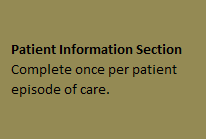 Patient Information Section
Complete once per patient
episode of care.